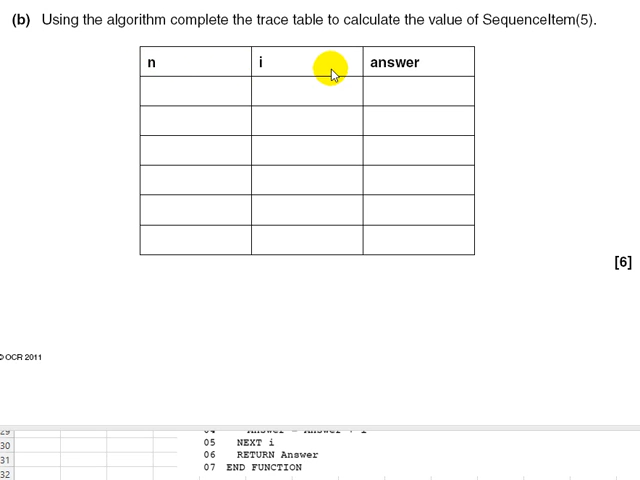 (b) Using the algorithm complete the trace table to calculate the value of SequenceItem(5).
n i answer
[6]
OCR 2011
29
30 05 NEXT i
31 06 RETURN Answer
32 07 END FUNCTION